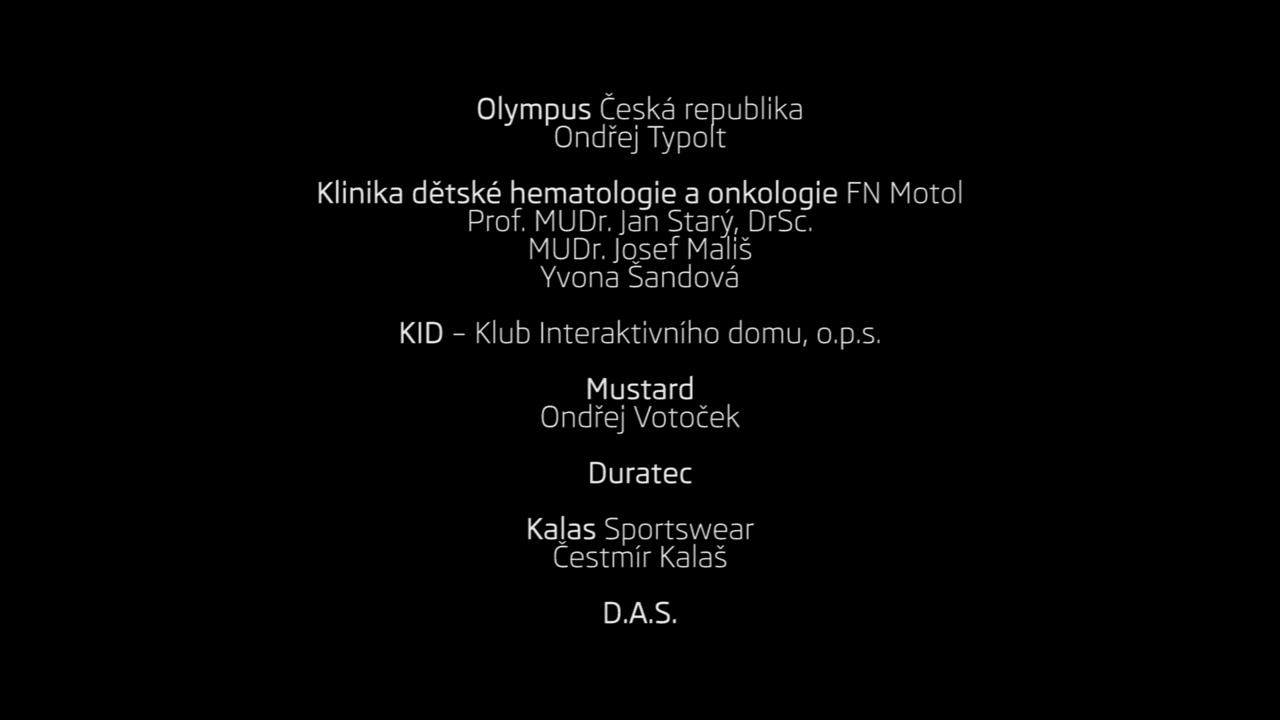 Olympus Česká republika
Ondřej Typolt
Klinika dětské hematologie a onkologie FN Motol
Prof. MUDr. Jan Starý, DrSc.
MUDr. Josef Mališ
Yvona Šandová
KID – Klub Interaktivního domu, o.p.s.
Mustard
Ondřej Votoček
Duratec
Kalas Sportswear
Čestmír Kalaš
D.A.S.